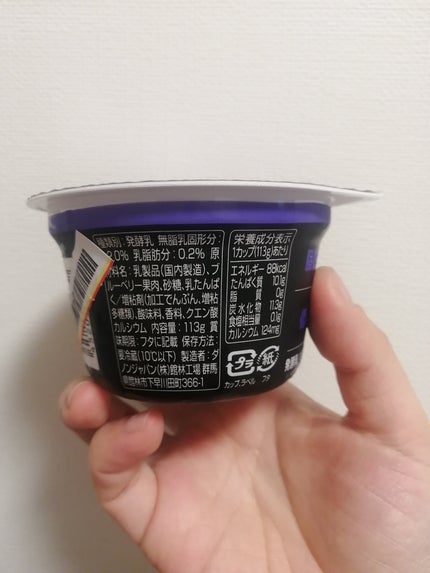 種類別:発酵乳 無脂乳固形分:
.0% 乳脂肪分:0.2% 原
料名:乳製品(国内製造)、ブ
ルーベリー果肉、砂糖、乳たんぱ
く/増粘剤(加工でんぷん、増粘
多糖類)、酸味料、香料、クエン酸
カルシウム 内容量:113g 賞
味期限:フタに記載 保存方法:
要冷蔵(10℃以下) 製造者:ダ
ノンジャパン(株)館林工場 群馬
県館林市下早川田町366-1
栄養成分表示
1カップ(113g)あたり
エネルギー 88kcal
たんぱく質 10.1g
脂質 0g
炭水化物 11.3g
食塩相当量 0.1g
カルシウム 124mg
プラ 紙
カップ、ラベル フタ